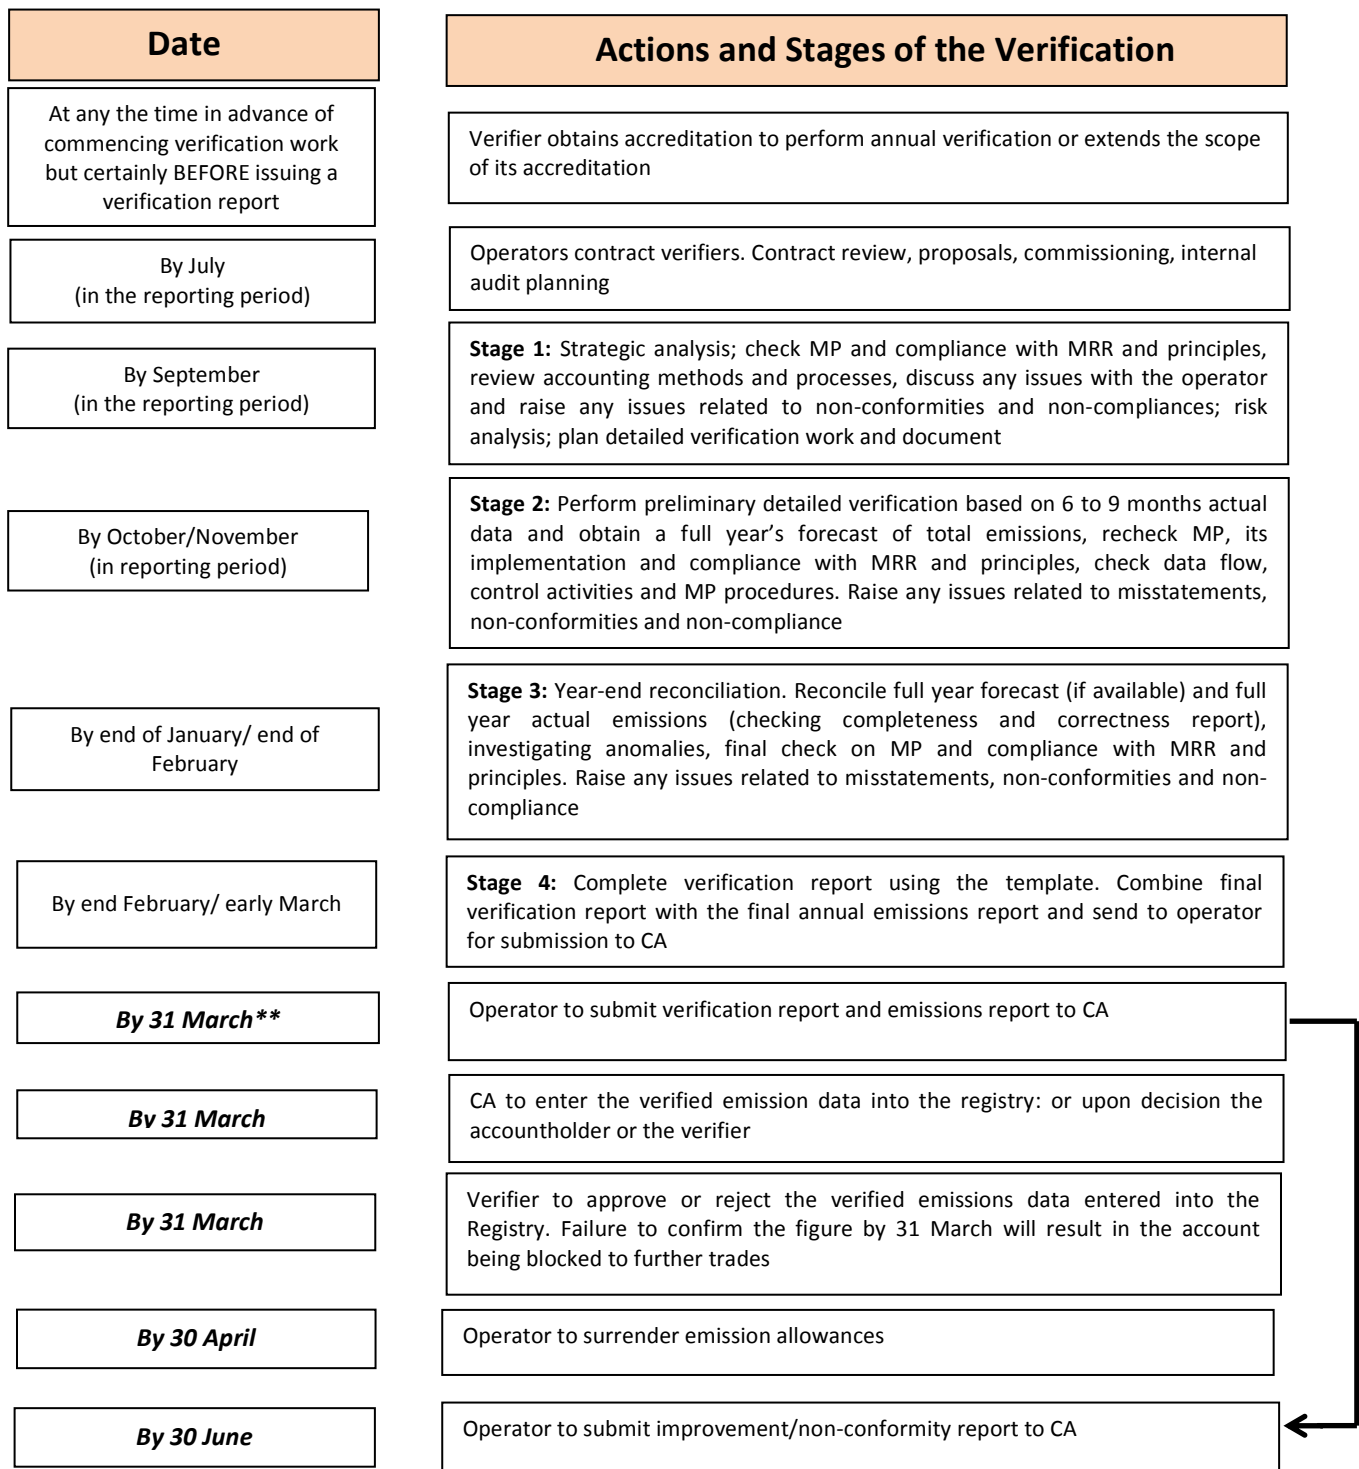 Date
Actions and Stages of the Verification
At any the time in advance of
commencing verification work
but certainly BEFORE issuing a
verification report
Verifier obtains accreditation to perform annual verification or extends the scope
of its accreditation
By July
(in the reporting period)
Operators contract verifiers. Contract review, proposals, commissioning, internal
audit planning
By September
(in the reporting period)
Stage 1: Strategic analysis; check MP and compliance with MRR and principles,
review accounting methods and processes, discuss any issues with the operator
and raise any issues related to non-conformities and non-compliances; risk
analysis; plan detailed verification work and document
By October/November
(in reporting period)
Stage 2: Perform preliminary detailed verification based on 6 to 9 months actual
data and obtain a full year’s forecast of total emissions, recheck MP, its
implementation and compliance with MRR and principles, check data flow,
control activities and MP procedures. Raise any issues related to misstatements,
non-conformities and non-compliance
By end of January/ end of
February
Stage 3: Year-end reconciliation. Reconcile full year forecast (if available) and full
year actual emissions (checking completeness and correctness report),
investigating anomalies, final check on MP and compliance with MRR and
principles. Raise any issues related to misstatements, non-conformities and non-
compliance
By end February/ early March
Stage 4: Complete verification report using the template. Combine final
verification report with the final annual emissions report and send to operator
for submission to CA
By 31 March**
Operator to submit verification report and emissions report to CA
By 31 March
CA to enter the verified emission data into the registry: or upon decision the
accountholder or the verifier
By 31 March
Verifier to approve or reject the verified emissions data entered into the
Registry. Failure to confirm the figure by 31 March will result in the account
being blocked to further trades
By 30 April
Operator to surrender emission allowances
By 30 June
Operator to submit improvement/non-conformity report to CA